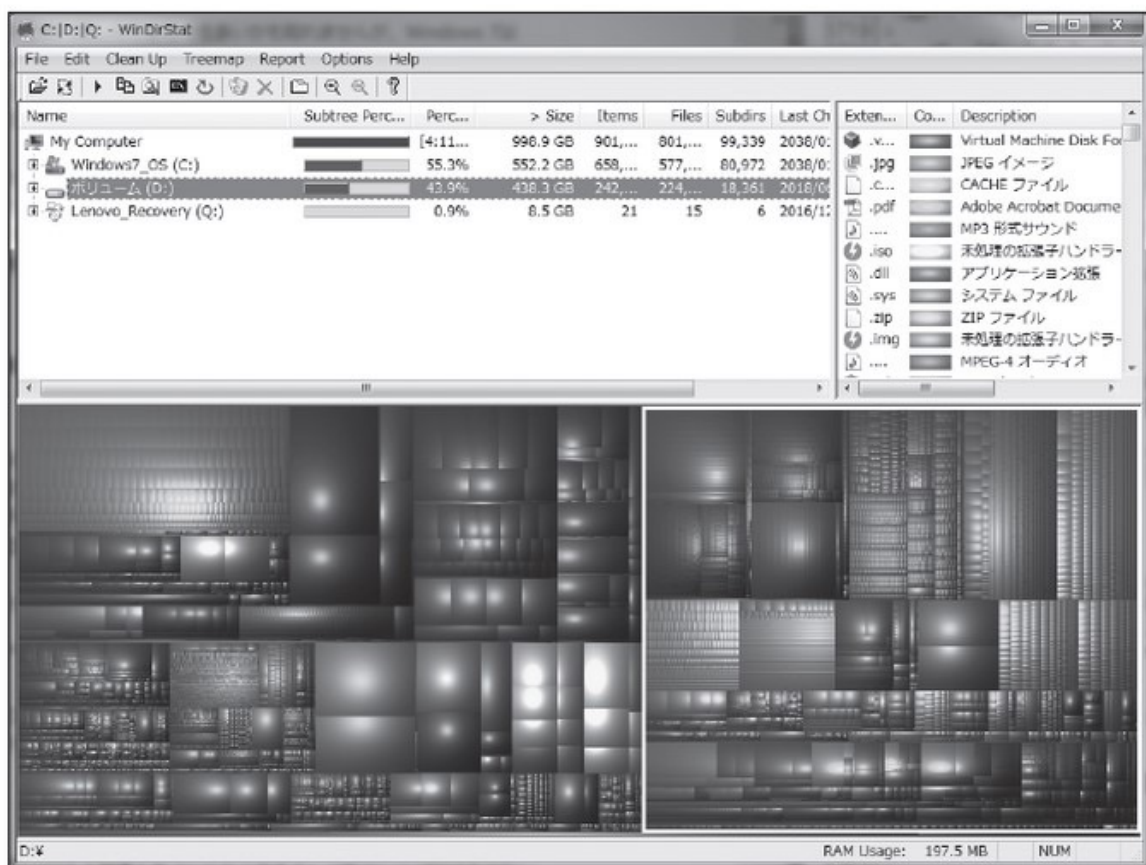 C:|D:|Q: - WinDirStat
File Edit Clean Up Treemap Report Options Help
Name Subtree Perc... Perc... > Size Items Files Subdirs Last Ch
My Computer [4:11... 998.9 GB 901,... 801,... 99,339 2038/0
Windows7_OS (C:) 55.3% 552.2 GB 658,... 577,... 80,972 2038/0
ボリューム (D:) 43.9% 438.3 GB 242,... 224,... 18,361 2018/0
Lenovo_Recovery (Q:) 0.9% 8.5 GB 21 15 6 2016/1
Exten... Co... Description
.v... Virtual Machine Disk Fo
.jpg JPEG イメージ
.c... CACHE ファイル
.pdf Adobe Acrobat Docume
.... MP3 形式サウンド
.iso 未処理の拡張子ハンドラー
.dll アプリケーション拡張
.sys システム ファイル
.zip ZIP ファイル
.img 未処理の拡張子ハンドラー
.... MPEG-4 オーディオ
D:¥ RAM Usage: 197.5 MB NUM